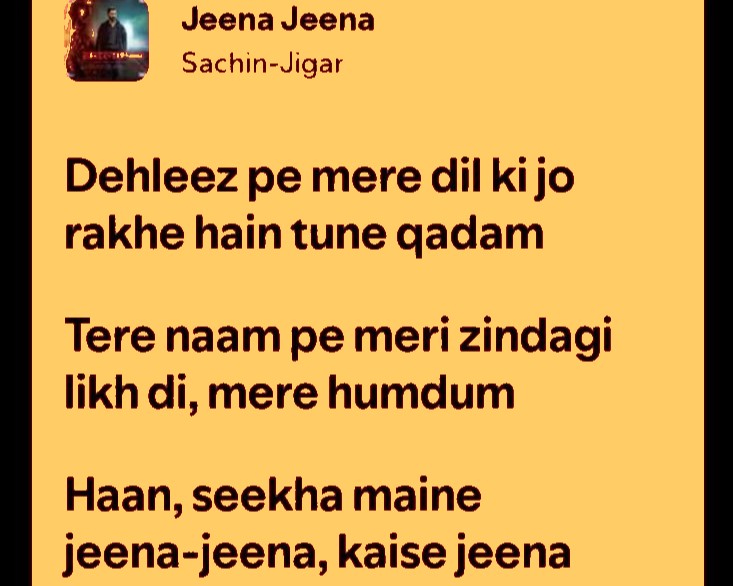 Jeena Jeena
Sachin-Jigar
Dehleez pe mere dil ki jo
rakhe hain tune qadam
Tere naam pe meri zindagi
likh di, mere humdum
Haan, seekha maine
jeena-jeena, kaise jeena